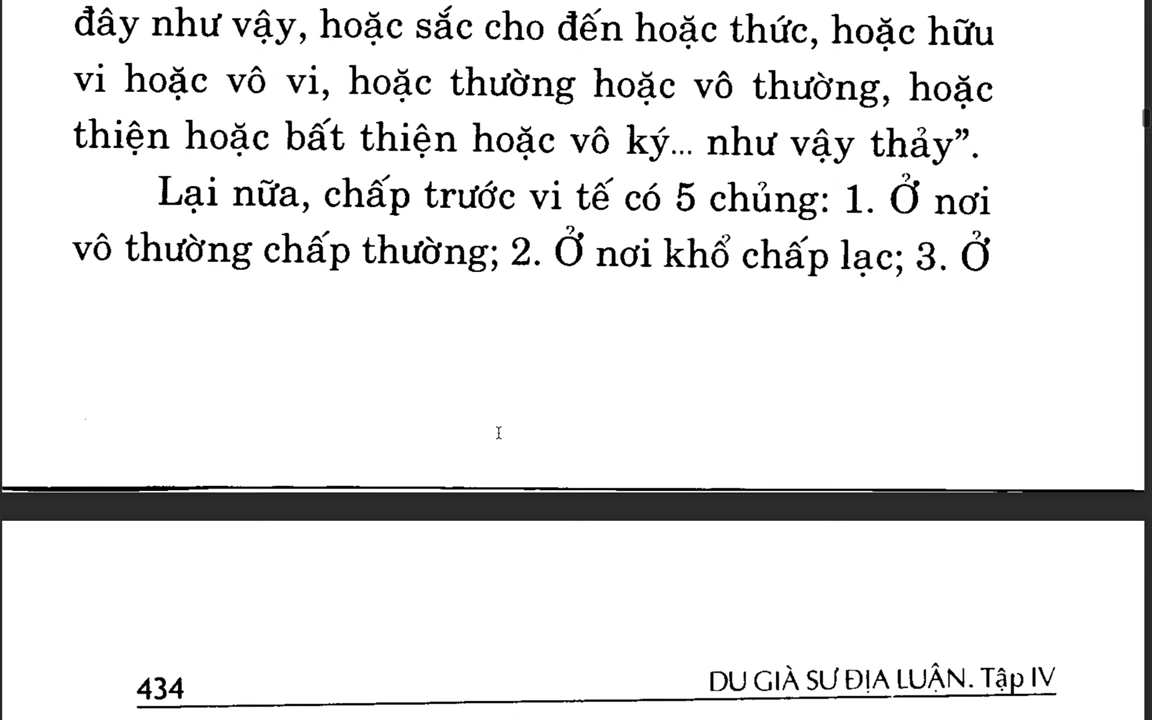 đây như vậy, hoặc sắc cho đến hoặc thức, hoặc hữu
vi hoặc vô vi, hoặc thường hoặc vô thường, hoặc
thiện hoặc bất thiện hoặc vô ký... như vậy thảy”.
Lại nữa, chấp trước vi tế có 5 chủng: 1. Ở nơi
vô thường chấp thường; 2. Ở nơi khổ chấp lạc; 3. Ở
434
DU GIÀ SƯ ĐỊA LUẬN. Tập IV